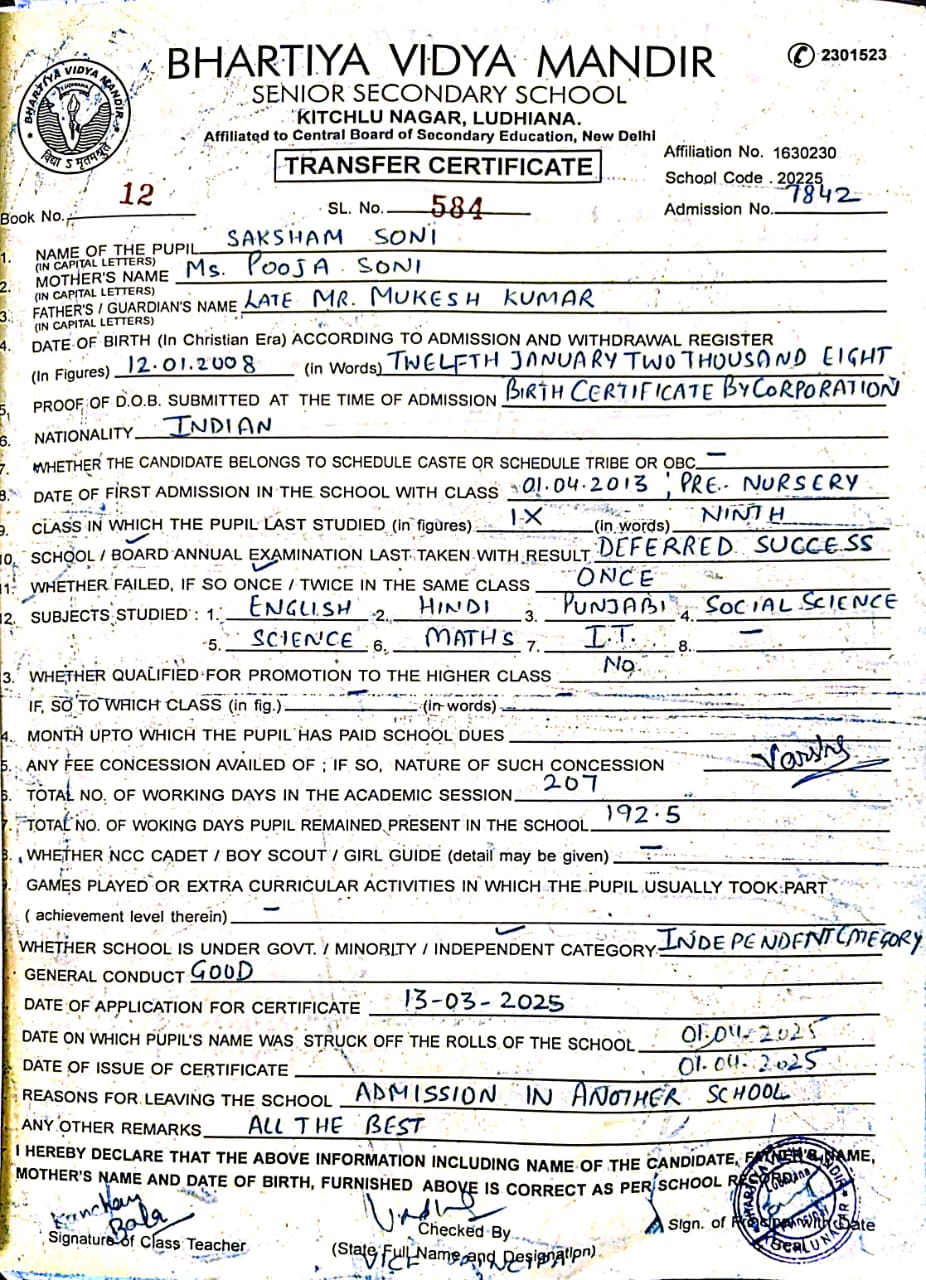 BHARTIYA VIDYA MANDIR
2301523
SENIOR SECONDARY SCHOOL
KITCHLU NAGAR, LUDHIANA.
Affiliated to Central Board of Secondary Education, New Delhi
BHARTIYA VIDYA MANDIR
TRANSFER CERTIFICATE
Affiliation No. 1630230
School Code . 20225
Book No. 12
SL. No. 584
Admission No. 7842
1. NAME OF THE PUPIL SAKSHAM SONI
(IN CAPITAL LETTERS)
2. MOTHER'S NAME Ms. POOJA SONI
(IN CAPITAL LETTERS)
3. FATHER'S / GUARDIAN'S NAME LATE MR. MUKESH KUMAR
(IN CAPITAL LETTERS)
4. DATE OF BIRTH (In Christian Era) ACCORDING TO ADMISSION AND WITHDRAWAL REGISTER
(In Figures) 12.01.2008 (in Words) TWELFTH JANUARY TWO THOUSAND EIGHT
5. PROOF OF D.O.B. SUBMITTED AT THE TIME OF ADMISSION BIRTH CERTIFICATE BY CORPORATION
6. NATIONALITY INDIAN
7. WHETHER THE CANDIDATE BELONGS TO SCHEDULE CASTE OR SCHEDULE TRIBE OR OBC —
8. DATE OF FIRST ADMISSION IN THE SCHOOL WITH CLASS 01.04.2013 , PRE-NURSERY
9. CLASS IN WHICH THE PUPIL LAST STUDIED (in figures) IX (in words) NINTH
10. SCHOOL / BOARD ANNUAL EXAMINATION LAST TAKEN WITH RESULT DEFERRED SUCCESS
11. WHETHER FAILED, IF SO ONCE / TWICE IN THE SAME CLASS ONCE
12. SUBJECTS STUDIED : 1. ENGLISH 2. HINDI 3. PUNJABI 4. SOCIAL SCIENCE
5. SCIENCE 6. MATHS 7. I.T. 8. —
3. WHETHER QUALIFIED FOR PROMOTION TO THE HIGHER CLASS No.
IF, SO TO WHICH CLASS (in fig.) — (in words) —
4. MONTH UPTO WHICH THE PUPIL HAS PAID SCHOOL DUES
5. ANY FEE CONCESSION AVAILED OF ; IF SO, NATURE OF SUCH CONCESSION
6. TOTAL NO. OF WORKING DAYS IN THE ACADEMIC SESSION 207
7. TOTAL NO. OF WOKING DAYS PUPIL REMAINED PRESENT IN THE SCHOOL 192.5
8. WHETHER NCC CADET / BOY SCOUT / GIRL GUIDE (detail may be given) —
9. GAMES PLAYED OR EXTRA CURRICULAR ACTIVITIES IN WHICH THE PUPIL USUALLY TOOK PART
( achievement level therein) —
WHETHER SCHOOL IS UNDER GOVT. / MINORITY / INDEPENDENT CATEGORY INDEPENDENT CATEGORY
GENERAL CONDUCT GOOD
DATE OF APPLICATION FOR CERTIFICATE 13-03-2025
DATE ON WHICH PUPIL'S NAME WAS STRUCK OFF THE ROLLS OF THE SCHOOL 01.04-2025
DATE OF ISSUE OF CERTIFICATE 01.04.2025
REASONS FOR LEAVING THE SCHOOL ADMISSION IN ANOTHER SCHOOL
ANY OTHER REMARKS ALL THE BEST
I HEREBY DECLARE THAT THE ABOVE INFORMATION INCLUDING NAME OF THE CANDIDATE, FATHER'S NAME,
MOTHER'S NAME AND DATE OF BIRTH, FURNISHED ABOVE IS CORRECT AS PER SCHOOL RECORD
Kanchan
Bala
Signature of Class Teacher
Checked By
Sign. of Principal with Date
(State Full Name and Designation)
VICE PRINCIPAL